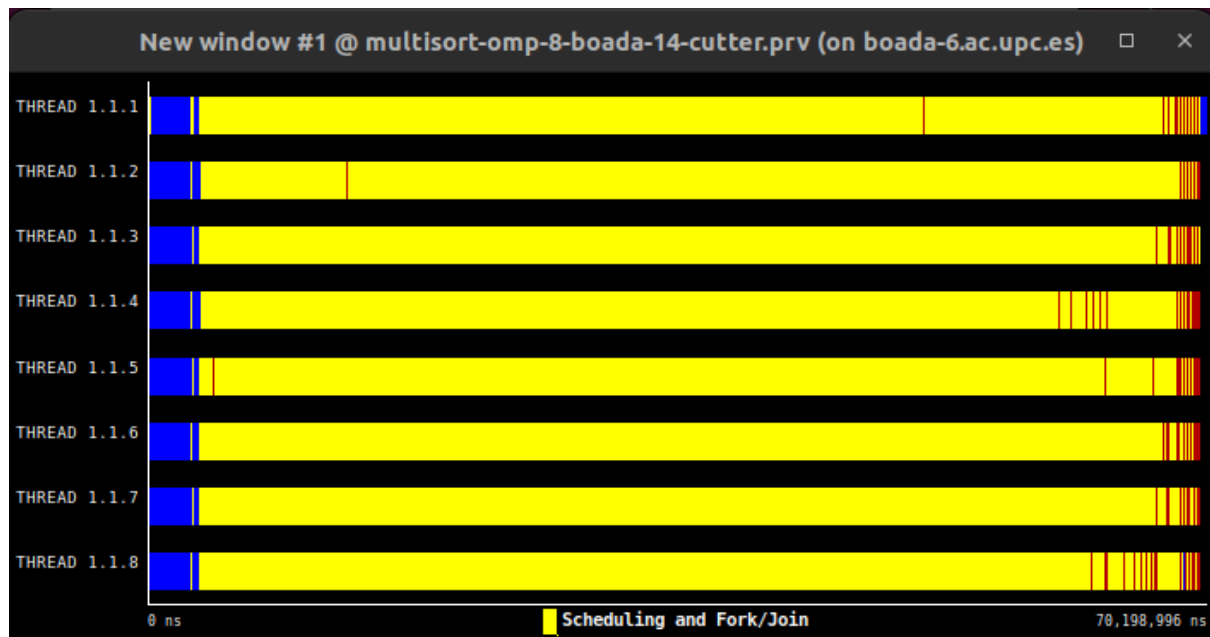 New window #1 @ multisort-omp-8-boada-14-cutter.prv (on boada-6.ac.upc.es)
THREAD 1.1.1
THREAD 1.1.2
THREAD 1.1.3
THREAD 1.1.4
THREAD 1.1.5
THREAD 1.1.6
THREAD 1.1.7
THREAD 1.1.8
0 ns Scheduling and Fork/Join 70,198,996 ns